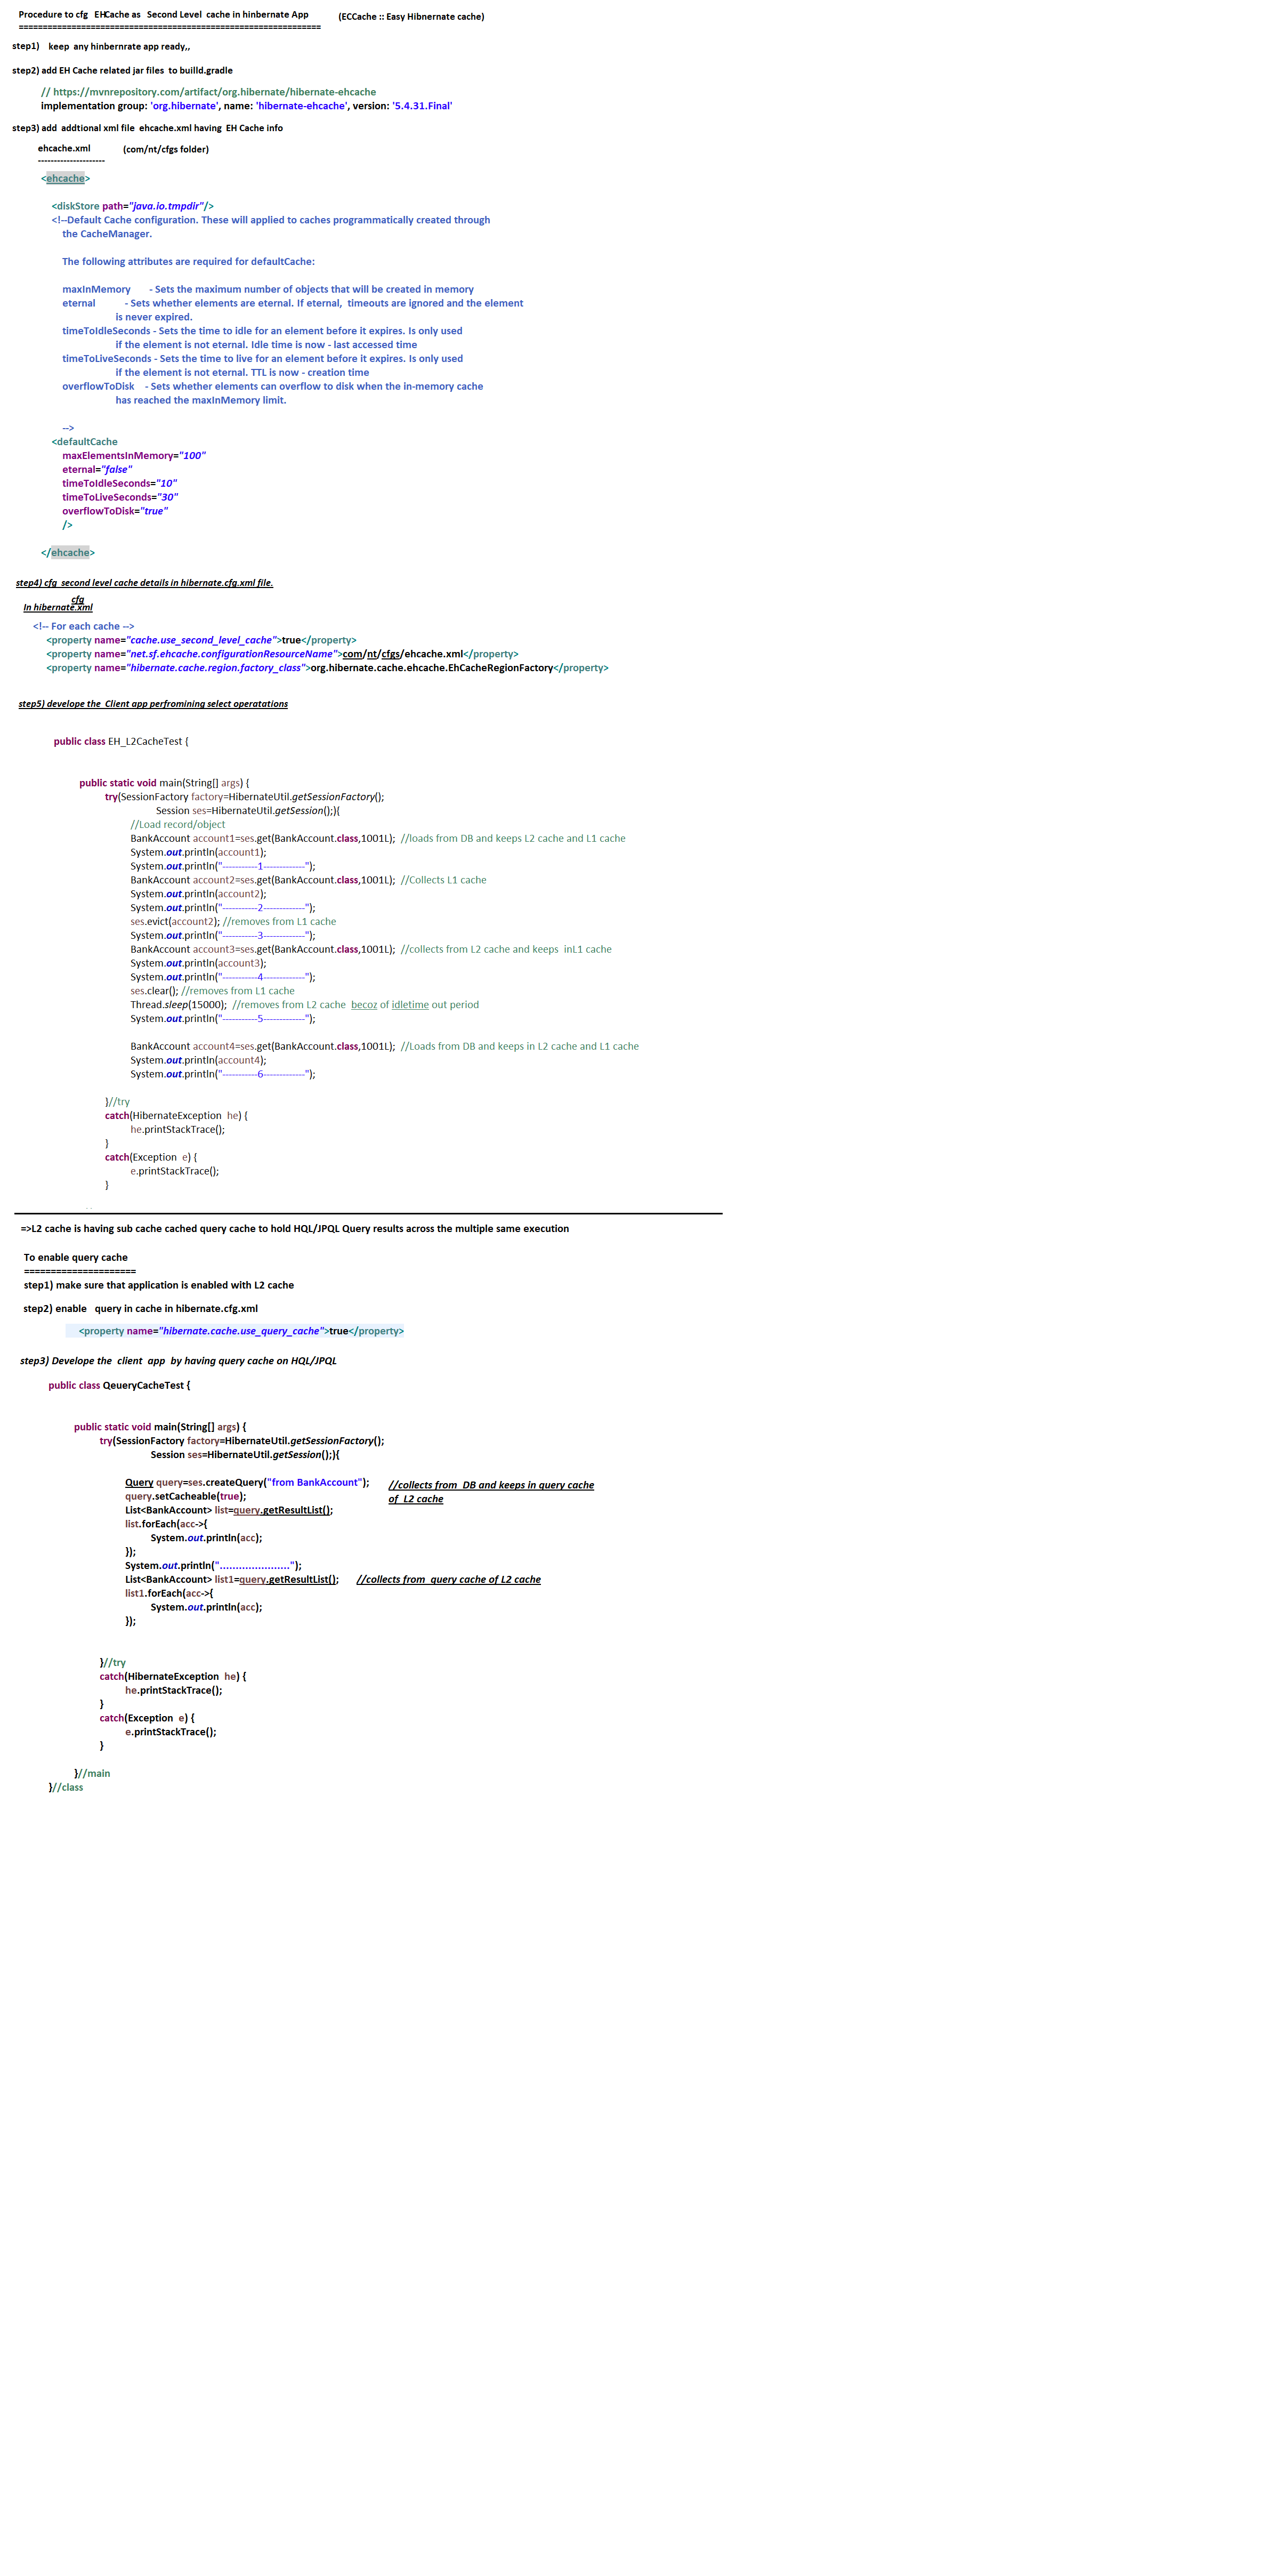 Procedure to cfg EHCache as Second Level cache in hinbernate App (ECCache :: Easy Hibnernate cache)
===============================================================
step1) keep any hinbernrate app ready,,
step2) add EH Cache related jar files to builld.gradle
// https://mvnrepository.com/artifact/org.hibernate/hibernate-ehcache
implementation group: 'org.hibernate', name: 'hibernate-ehcache', version: '5.4.31.Final'
step3) add addtional xml file ehcache.xml having EH Cache info
ehcache.xml (com/nt/cfgs folder)
---------------------
<ehcache>
<diskStore path="java.io.tmpdir"/>
<!--Default Cache configuration. These will applied to caches programmatically created through
the CacheManager.
The following attributes are required for defaultCache:
maxInMemory - Sets the maximum number of objects that will be created in memory
eternal - Sets whether elements are eternal. If eternal, timeouts are ignored and the element
is never expired.
timeToIdleSeconds - Sets the time to idle for an element before it expires. Is only used
if the element is not eternal. Idle time is now - last accessed time
timeToLiveSeconds - Sets the time to live for an element before it expires. Is only used
if the element is not eternal. TTL is now - creation time
overflowToDisk - Sets whether elements can overflow to disk when the in-memory cache
has reached the maxInMemory limit.
-->
<defaultCache
maxElementsInMemory="100"
eternal="false"
timeToIdleSeconds="10"
timeToLiveSeconds="30"
overflowToDisk="true"
/>
</ehcache>
step4) cfg second level cache details in hibernate.cfg.xml file.
cfg
In hibernate.xml
<!-- For each cache -->
<property name="cache.use_second_level_cache">true</property>
<property name="net.sf.ehcache.configurationResourceName">com/nt/cfgs/ehcache.xml</property>
<property name="hibernate.cache.region.factory_class">org.hibernate.cache.ehcache.EhCacheRegionFactory</property>
step5) develope the Client app perfromining select operatations
public class EH_L2CacheTest {
public static void main(String[] args) {
try(SessionFactory factory=HibernateUtil.getSessionFactory();
Session ses=HibernateUtil.getSession();){
//Load record/object
BankAccount account1=ses.get(BankAccount.class,1001L); //loads from DB and keeps L2 cache and L1 cache
System.out.println(account1);
System.out.println("-----------1-------------");
BankAccount account2=ses.get(BankAccount.class,1001L); //Collects L1 cache
System.out.println(account2);
System.out.println("-----------2-------------");
ses.evict(account2); //removes from L1 cache
System.out.println("-----------3-------------");
BankAccount account3=ses.get(BankAccount.class,1001L); //collects from L2 cache and keeps inL1 cache
System.out.println(account3);
System.out.println("-----------4-------------");
ses.clear(); //removes from L1 cache
Thread.sleep(15000); //removes from L2 cache becoz of idletime out period
System.out.println("-----------5-------------");
BankAccount account4=ses.get(BankAccount.class,1001L); //Loads from DB and keeps in L2 cache and L1 cache
System.out.println(account4);
System.out.println("-----------6-------------");
}//try
catch(HibernateException he) {
he.printStackTrace();
}
catch(Exception e) {
e.printStackTrace();
}
=>L2 cache is having sub cache cached query cache to hold HQL/JPQL Query results across the multiple same execution
To enable query cache
=====================
step1) make sure that application is enabled with L2 cache
step2) enable query in cache in hibernate.cfg.xml
<property name="hibernate.cache.use_query_cache">true</property>
step3) Develope the client app by having query cache on HQL/JPQL
public class QeueryCacheTest {
public static void main(String[] args) {
try(SessionFactory factory=HibernateUtil.getSessionFactory();
Session ses=HibernateUtil.getSession();){
Query query=ses.createQuery("from BankAccount"); //collects from DB and keeps in query cache
query.setCacheable(true); of L2 cache
List<BankAccount> list=query.getResultList();
list.forEach(acc->{
System.out.println(acc);
});
System.out.println("......................");
List<BankAccount> list1=query.getResultList(); //collects from query cache of L2 cache
list1.forEach(acc->{
System.out.println(acc);
});
}//try
catch(HibernateException he) {
he.printStackTrace();
}
catch(Exception e) {
e.printStackTrace();
}
}//main
}//class